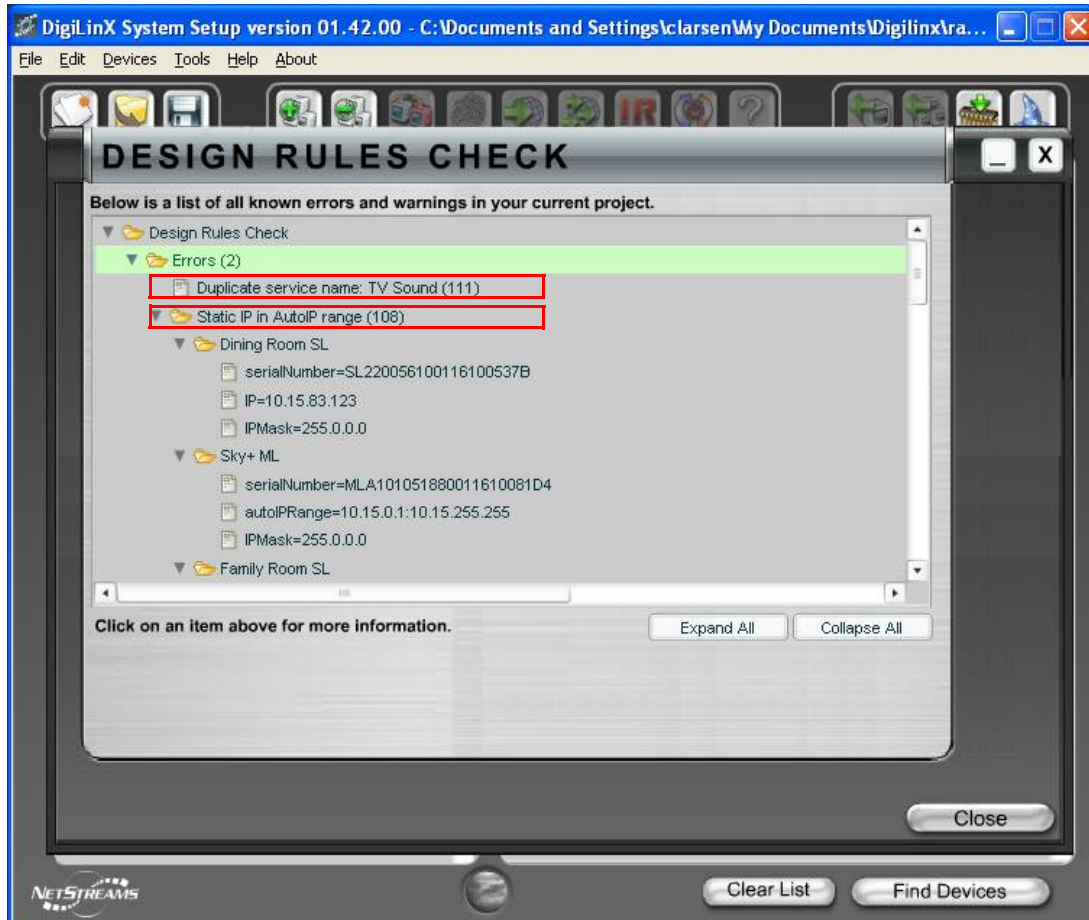 DigiLinX System Setup version 01.42.00 - C:\Documents and Settings\clarsen\My Documents\Digilinx\ra...
File Edit Devices Tools Help About
IR ?
DESIGN RULES CHECK
_ X
Below is a list of all known errors and warnings in your current project.
Design Rules Check
Errors (2)
Duplicate service name: TV Sound (111)
Static IP in AutoIP range (108)
Dining Room SL
serialNumber=SL220056100116100537B
IP=10.15.83.123
IPMask=255.0.0.0
Sky+ ML
serialNumber=MLA101051880011610081D4
autoIPRange=10.15.0.1:10.15.255.255
IPMask=255.0.0.0
Family Room SL
Click on an item above for more information.
Expand All Collapse All
Close
NETSTREAMS
Clear List Find Devices